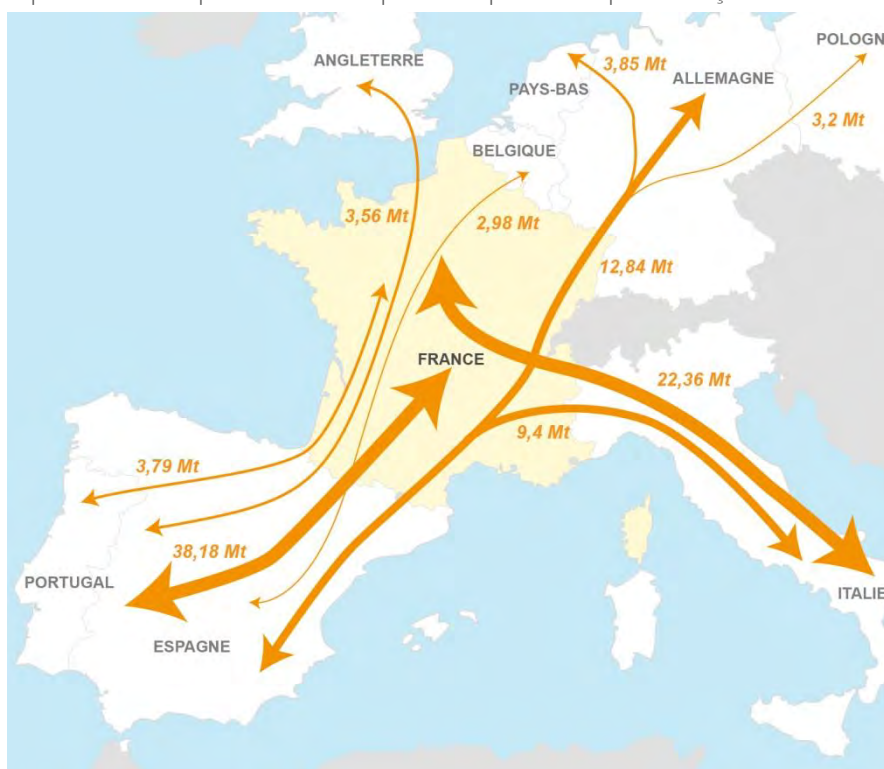 POLOGN
ANGLETERRE
3,85 Mt
ALLEMAGNE
PAYS-BAS
3,2 Mt
BELGIQUE
3,56 Mt
2,98 Mt
12,84 Mt
FRANCE
22,36 Mt
9,4 Mt
3,79 Mt
38,18 Mt
PORTUGAL
ITALIE
ESPAGNE